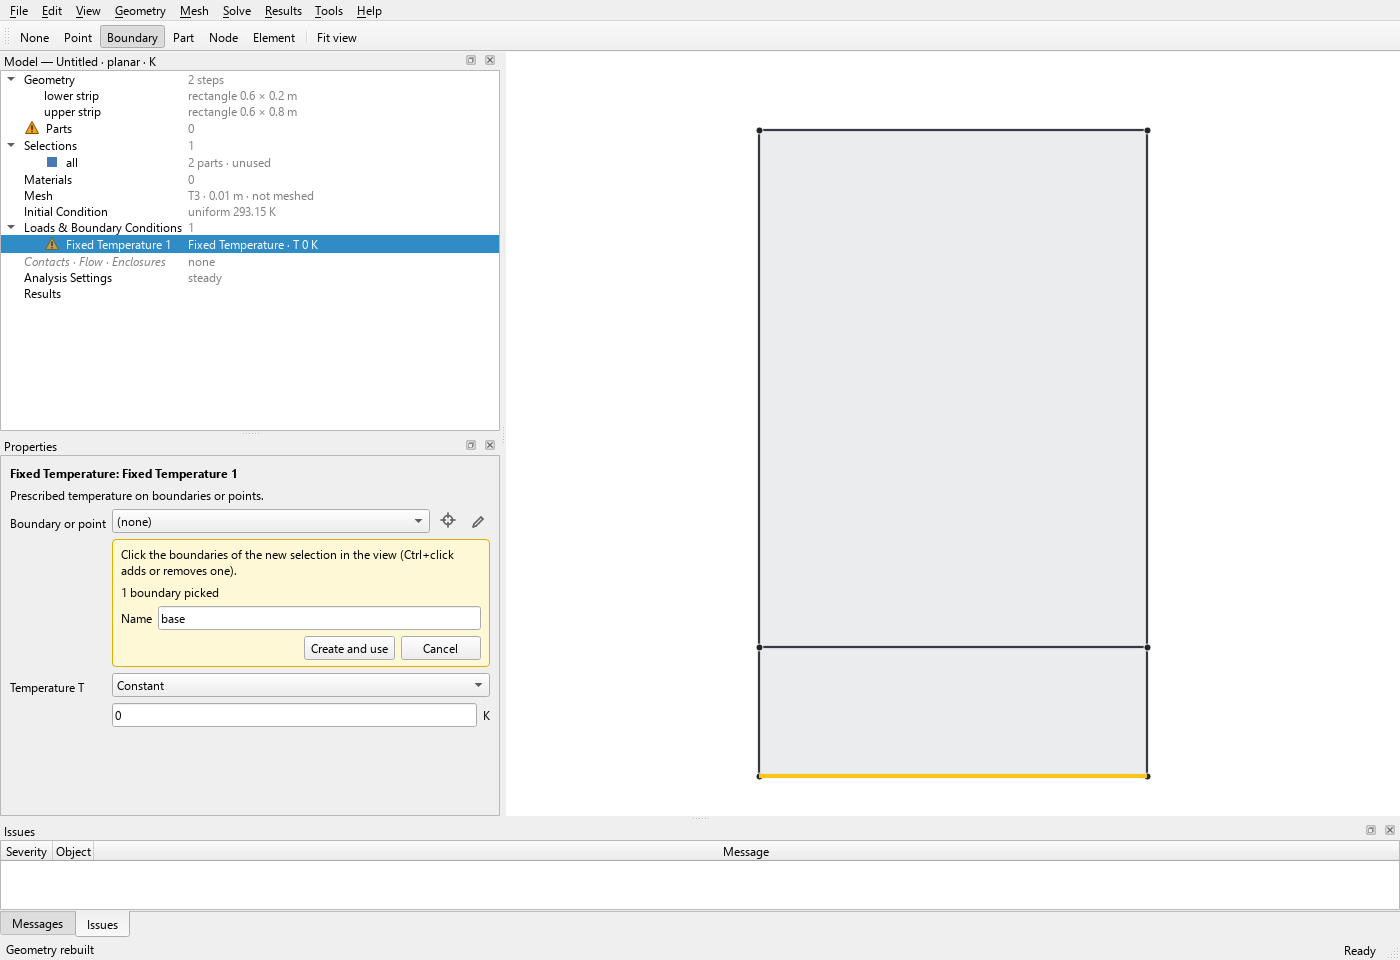 File Edit View Geometry Mesh Solve Results Tools Help
None Point Boundary Part Node Element Fit view
Model — Untitled · planar · K
Geometry 2 steps
lower strip rectangle 0.6 × 0.2 m
upper strip rectangle 0.6 × 0.8 m
Parts 0
Selections 1
all 2 parts · unused
Materials 0
Mesh T3 · 0.01 m · not meshed
Initial Condition uniform 293.15 K
Loads & Boundary Conditions 1
Fixed Temperature 1 Fixed Temperature · T 0 K
Contacts · Flow · Enclosures none
Analysis Settings steady
Results
Properties
Fixed Temperature: Fixed Temperature 1
Prescribed temperature on boundaries or points.
Boundary or point (none)
Click the boundaries of the new selection in the view (Ctrl+click
adds or removes one).
1 boundary picked
Name base
Create and use Cancel
Temperature T Constant
0 K
Issues
Severity Object Message
Messages Issues
Geometry rebuilt Ready